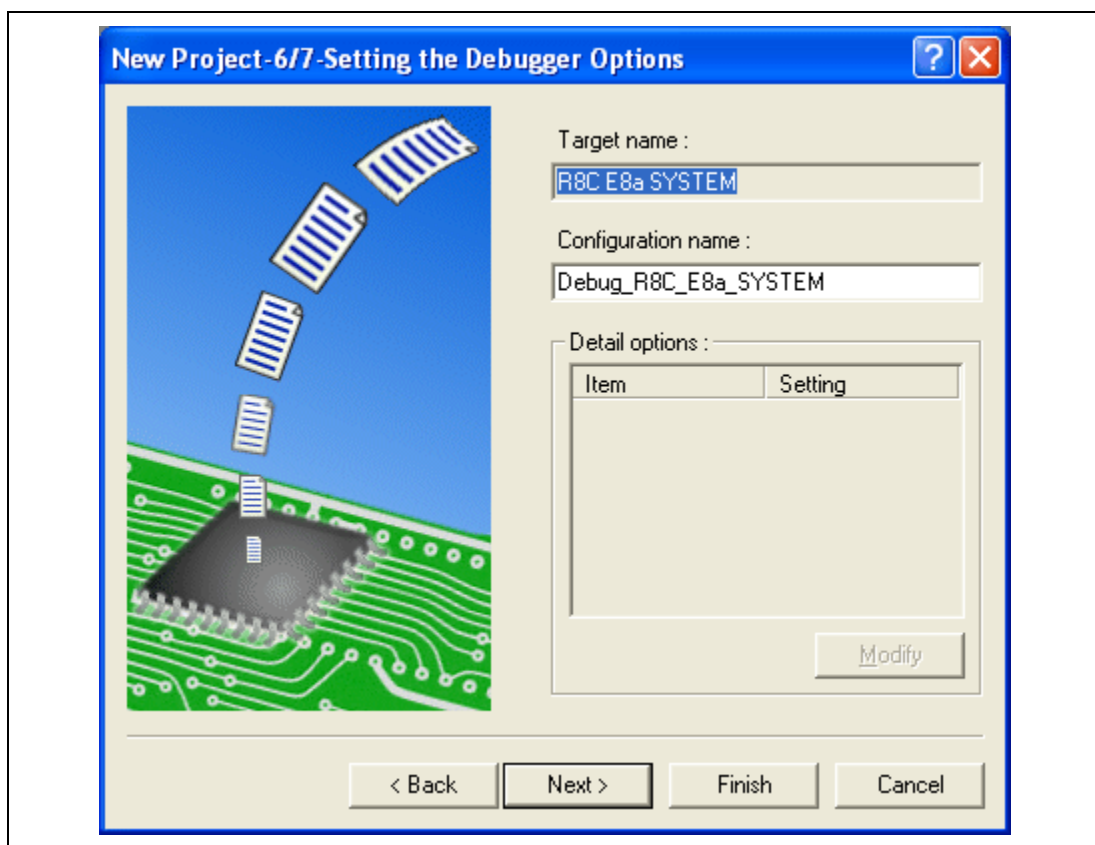 New Project-6/7-Setting the Debugger Options
Target name :
R8C E8a SYSTEM
Configuration name :
Debug_R8C_E8a_SYSTEM
Detail options :
Item Setting
Modify
< Back Next > Finish Cancel